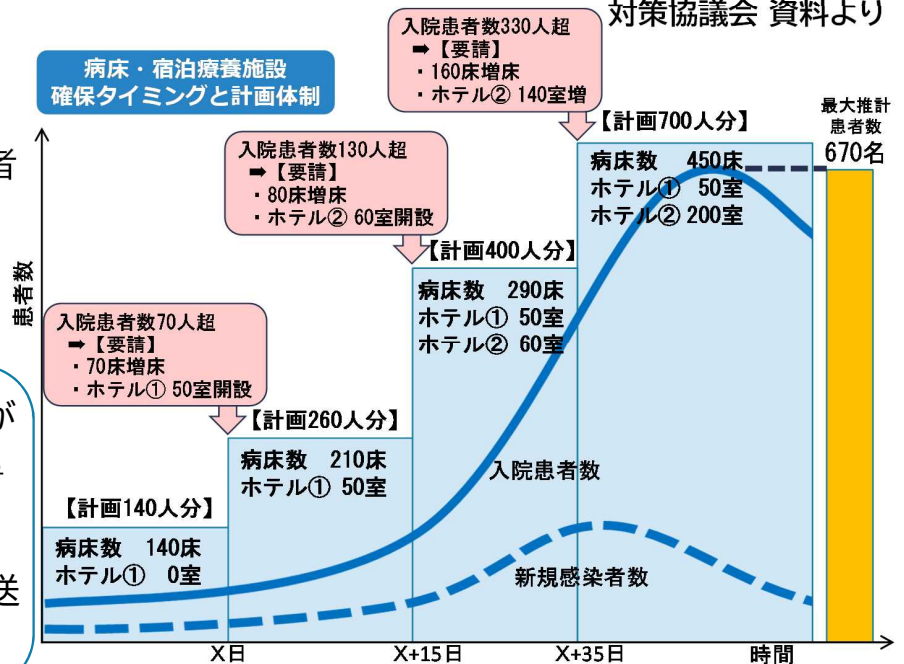 対策協議会 資料より
病床・宿泊療養施設
確保タイミングと計画体制
入院患者数330人超
➡【要請】
・160床増床
・ホテル② 140室増
入院患者数130人超
➡【要請】
・80床増床
・ホテル② 60室開設
入院患者数70人超
➡【要請】
・70床増床
・ホテル① 50室開設
者
が
送
患者数
【計画140人分】
病床数 140床
ホテル① 0室
【計画260人分】
病床数 210床
ホテル① 50室
【計画400人分】
病床数 290床
ホテル① 50室
ホテル② 60室
【計画700人分】
病床数 450床
ホテル① 50室
ホテル② 200室
最大推計
患者数
670名
入院患者数
新規感染者数
X日
X+15日
X+35日
時間